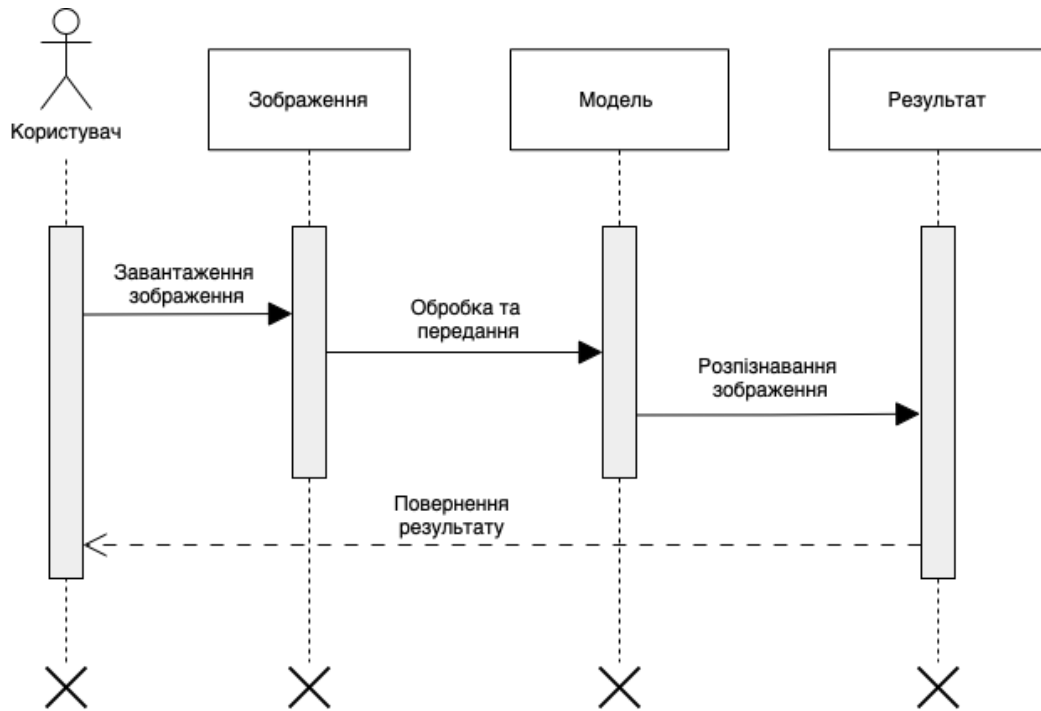 Користувач
Зображення
Модель
Результат
Завантаження
зображення
Обробка та
передання
Розпізнавання
зображення
Повернення
результату